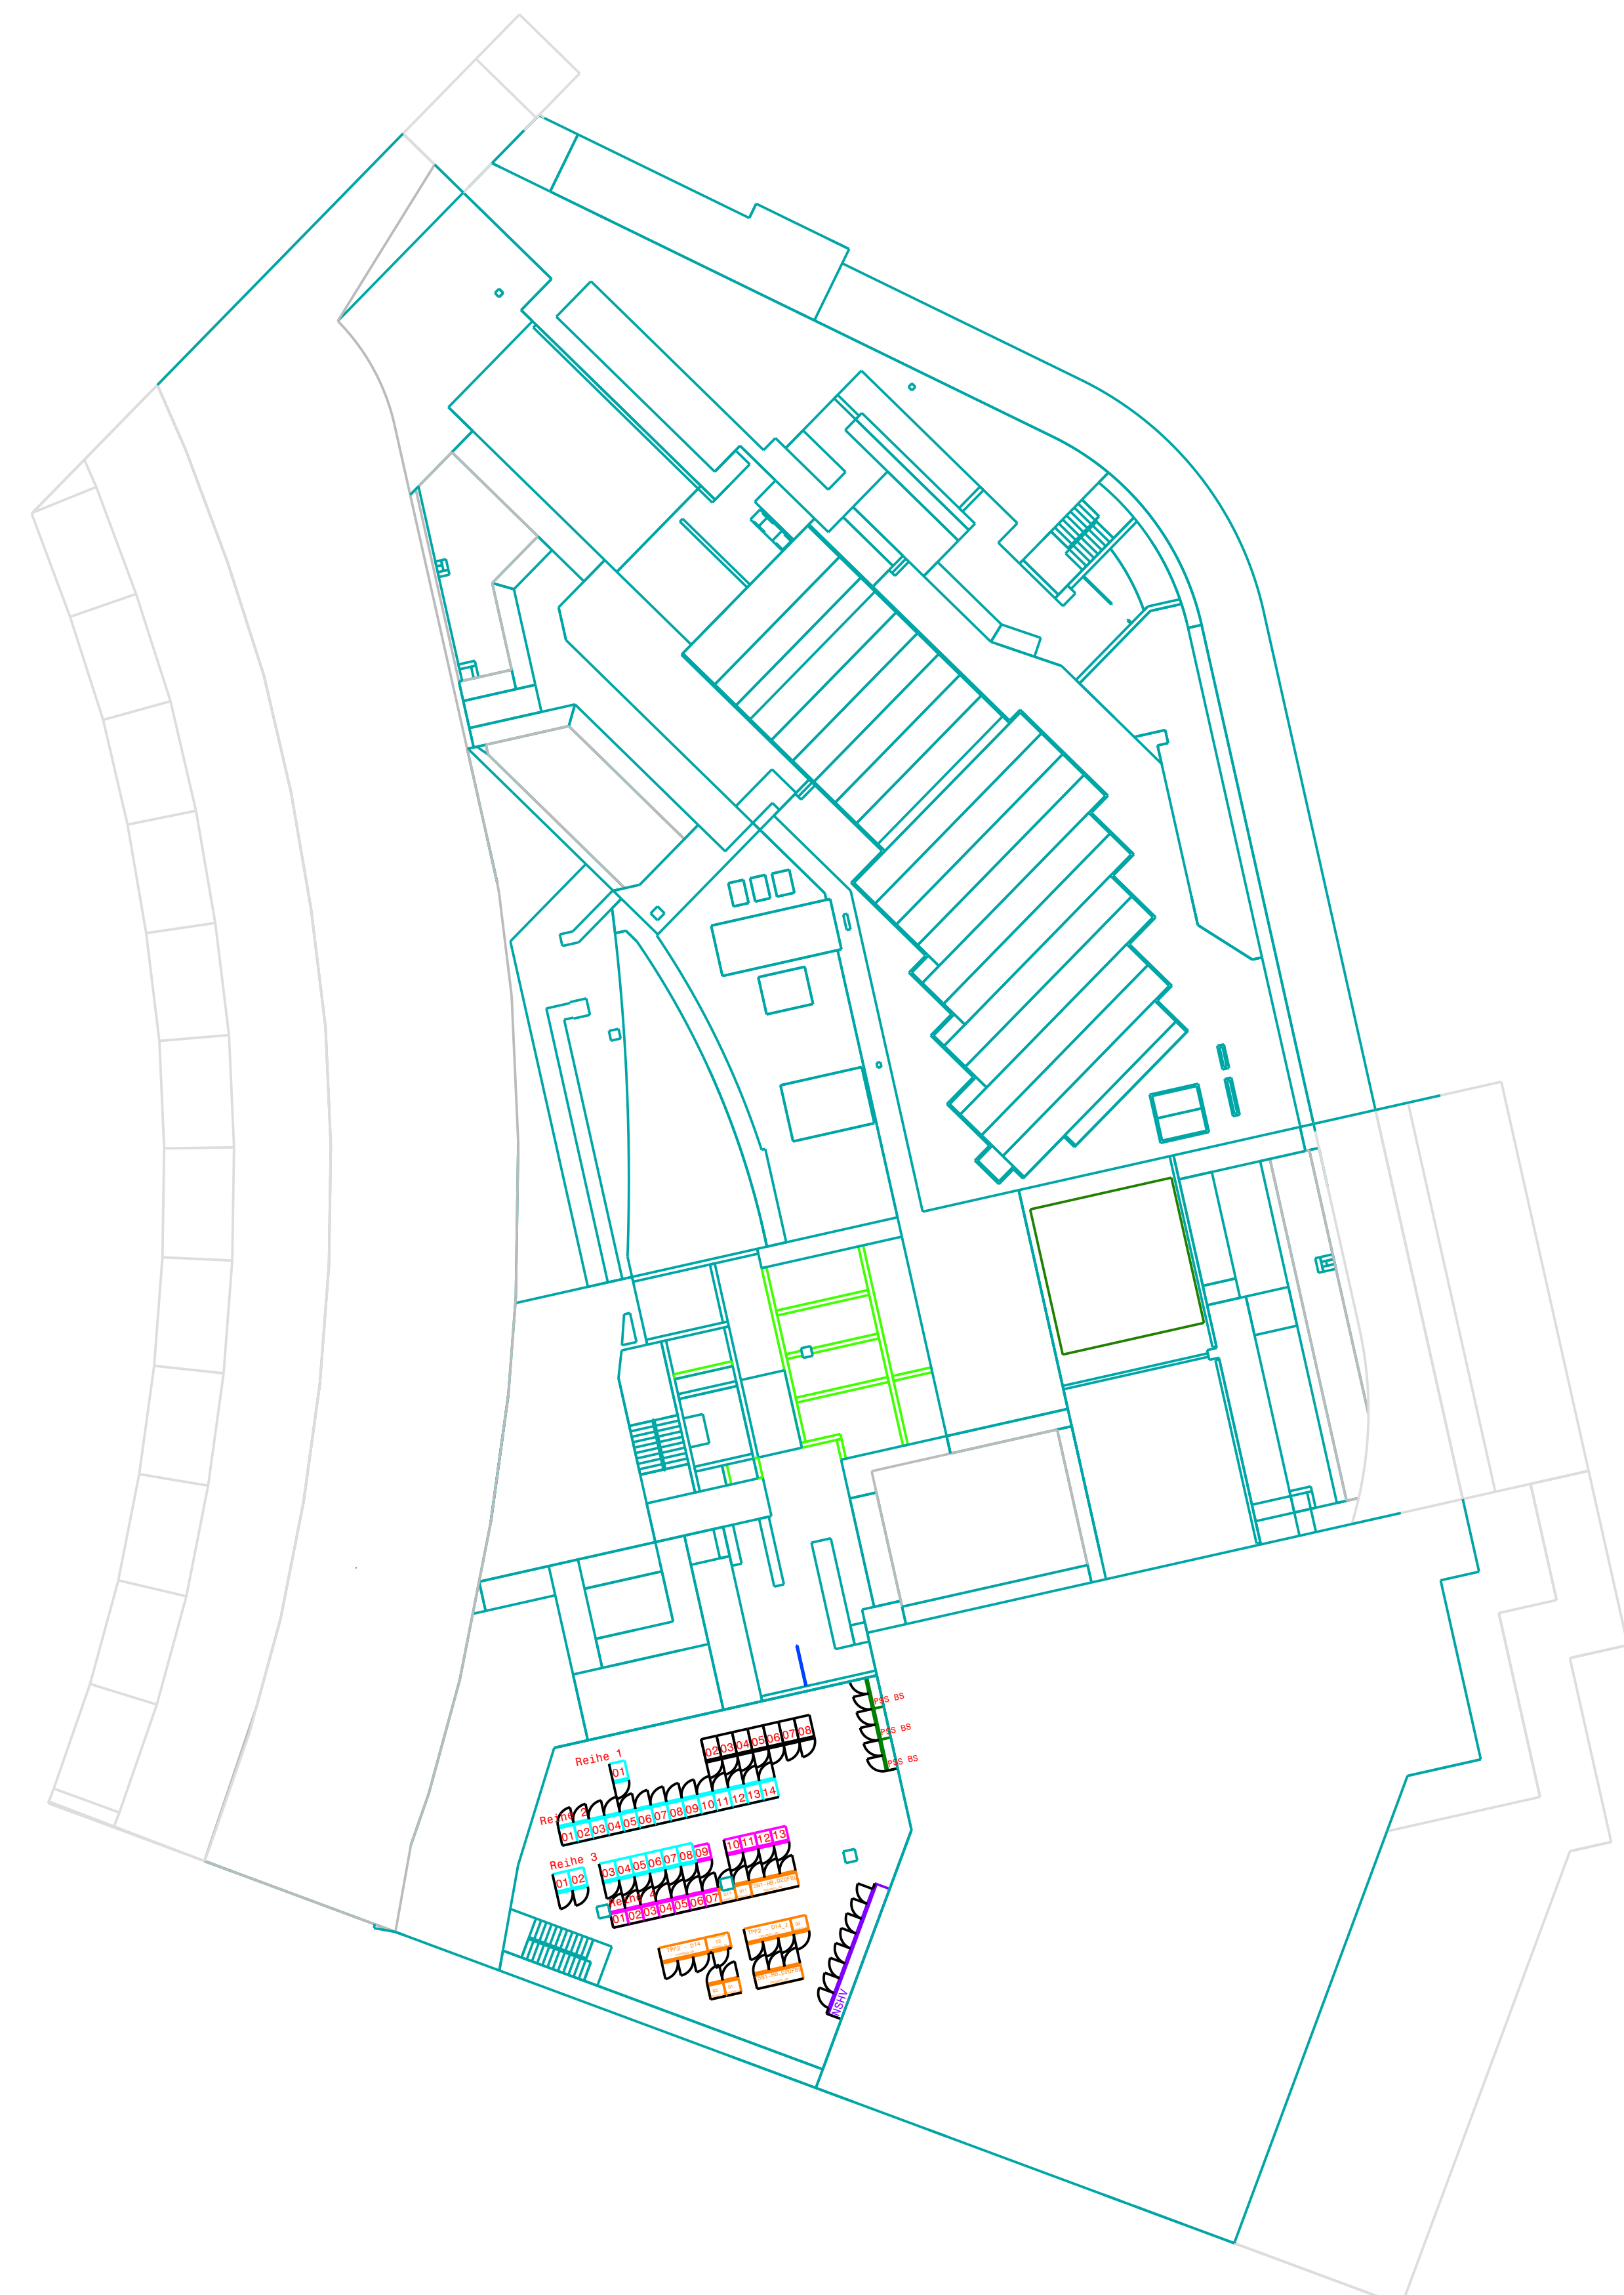 PSS BS
PSS BS
PSS BS
02 03 04 05 06 07 08
Reihe 1
01
Reihe 2
01 02 03 04 05 06 07 08 09 10 11 12 13 14
Reihe 3
01 02
03 04 05 06 07 08 09
10 11 12 13
Reihe 4
01 02 03 04 05 06 07
NSHV